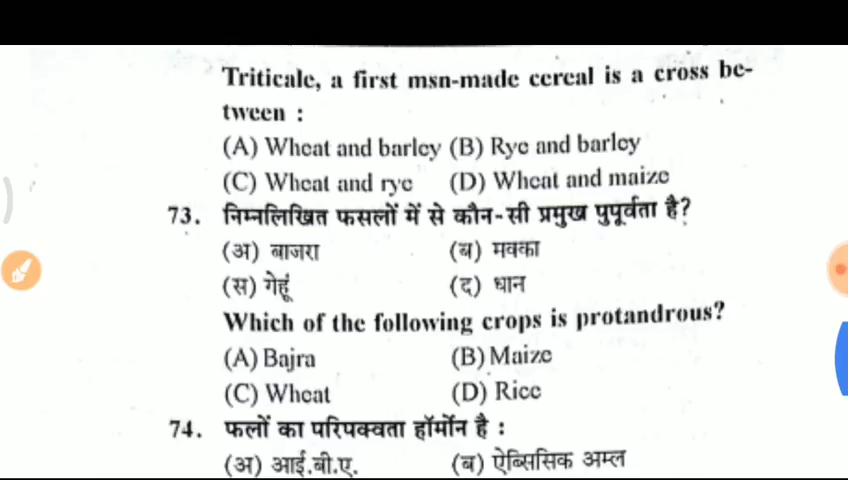 Triticale, a first msn-made cereal is a cross be-
tween :
(A) Wheat and barley (B) Rye and barley
(C) Wheat and rye (D) Wheat and maize
73. निम्नलिखित फसलों में से कौन-सी प्रमुख पुपूर्वता है?
(अ) बाजरा (ब) मक्का
(स) गेहूं (द) धान
Which of the following crops is protandrous?
(A) Bajra (B) Maize
(C) Wheat (D) Rice
74. फलों का परिपक्वता हॉर्मोन है :
(अ) आई.बी.ए. (ब) ऐब्सिसिक अम्ल